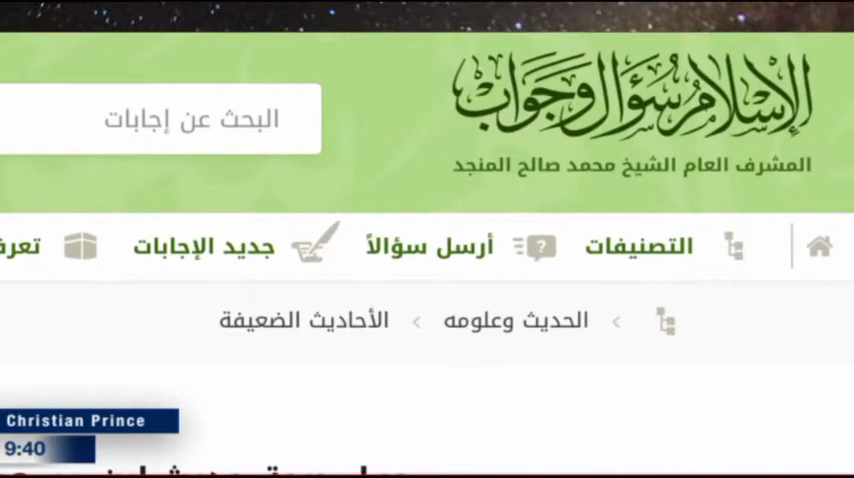 الإسلام سؤال وجواب
المشرف العام الشيخ محمد صالح المنجد
البحث عن إجابات
التصنيفات
أرسل سؤالاً
جديد الإجابات
الحديث وعلومه
الأحاديث الضعيفة
Christian Prince
9:40